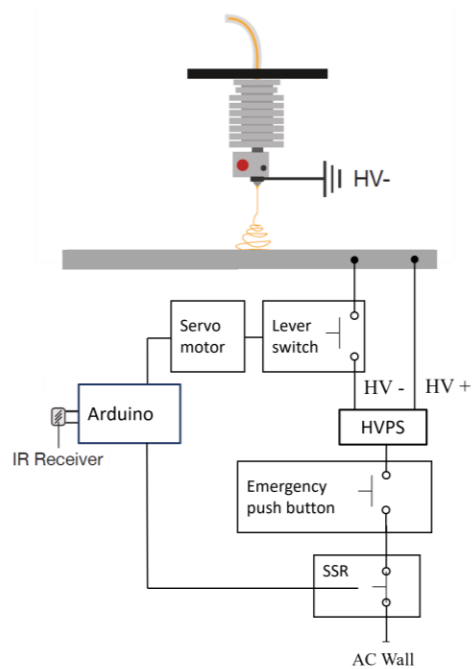 HV-
Servo
motor
Lever
switch
HV -
HV +
Arduino
HVPS
IR Receiver
Emergency
push button
SSR
AC Wall